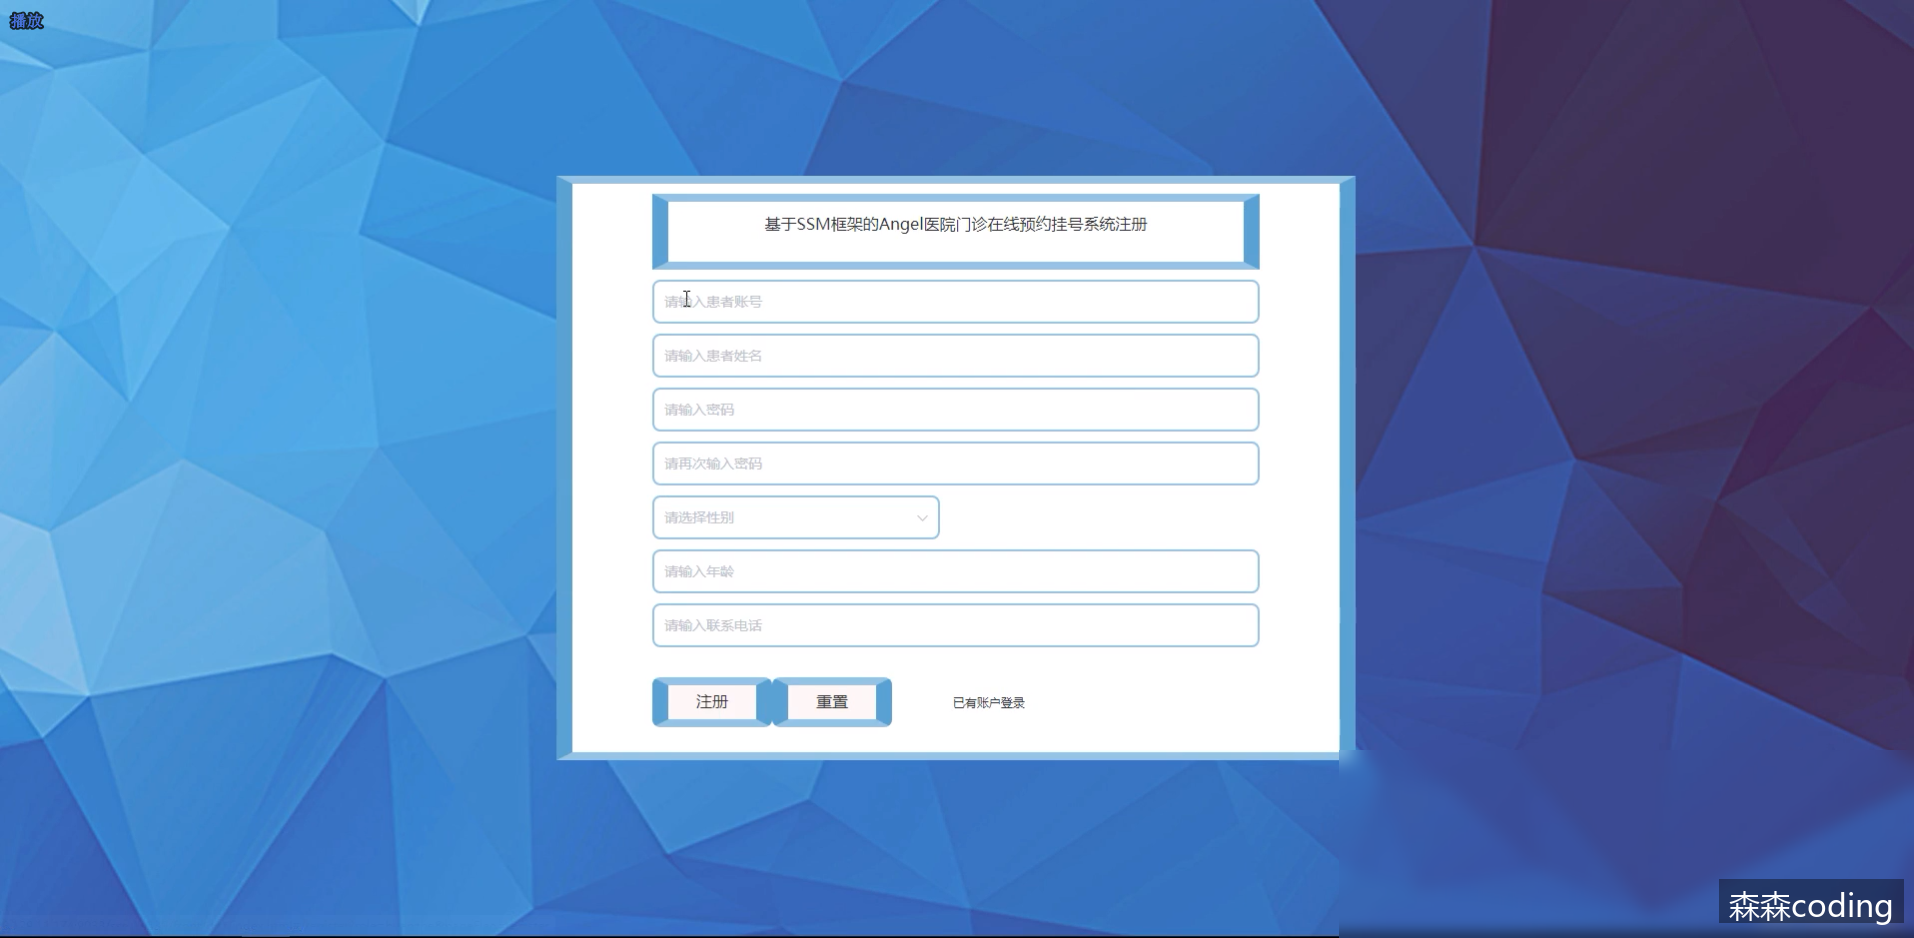 播放
基于SSM框架的Angel医院门诊在线预约挂号系统注册
请输入患者账号
请输入患者姓名
请输入密码
请再次输入密码
请选择性别
请输入年龄
请输入联系电话
注册
重置
已有账户登录
森森coding